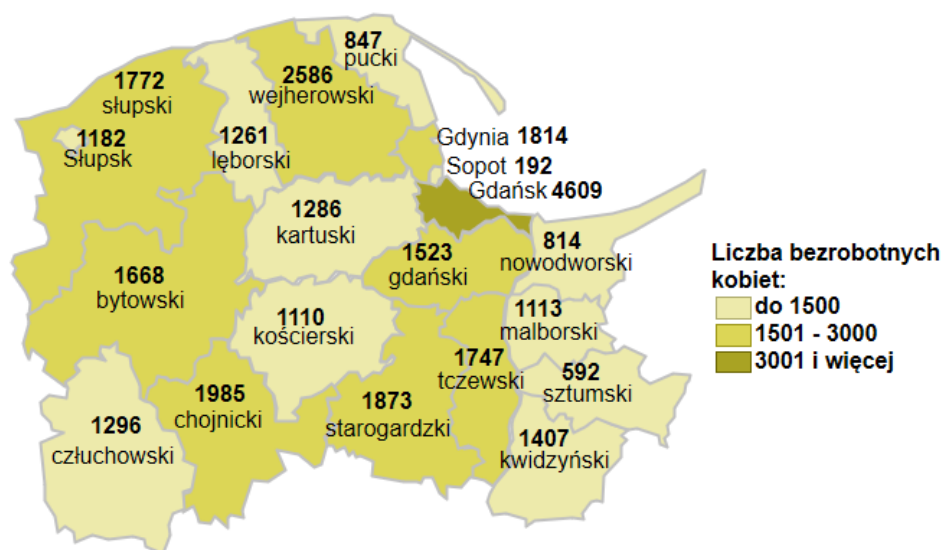 847
pucki
1772
słupski
2586
wejherowski
1182
Słupsk
1261
lęborski
Gdynia 1814
Sopot 192
Gdańsk 4609
1286
kartuski
1523
gdański
814
nowodworski
1668
bytowski
1110
kościerski
1113
malborski
1747
tczewski
592
sztumski
1985
chojnicki
1873
starogardzki
1296
człuchowski
1407
kwidzyński
Liczba bezrobotnych
kobiet:
do 1500
1501 - 3000
3001 i więcej